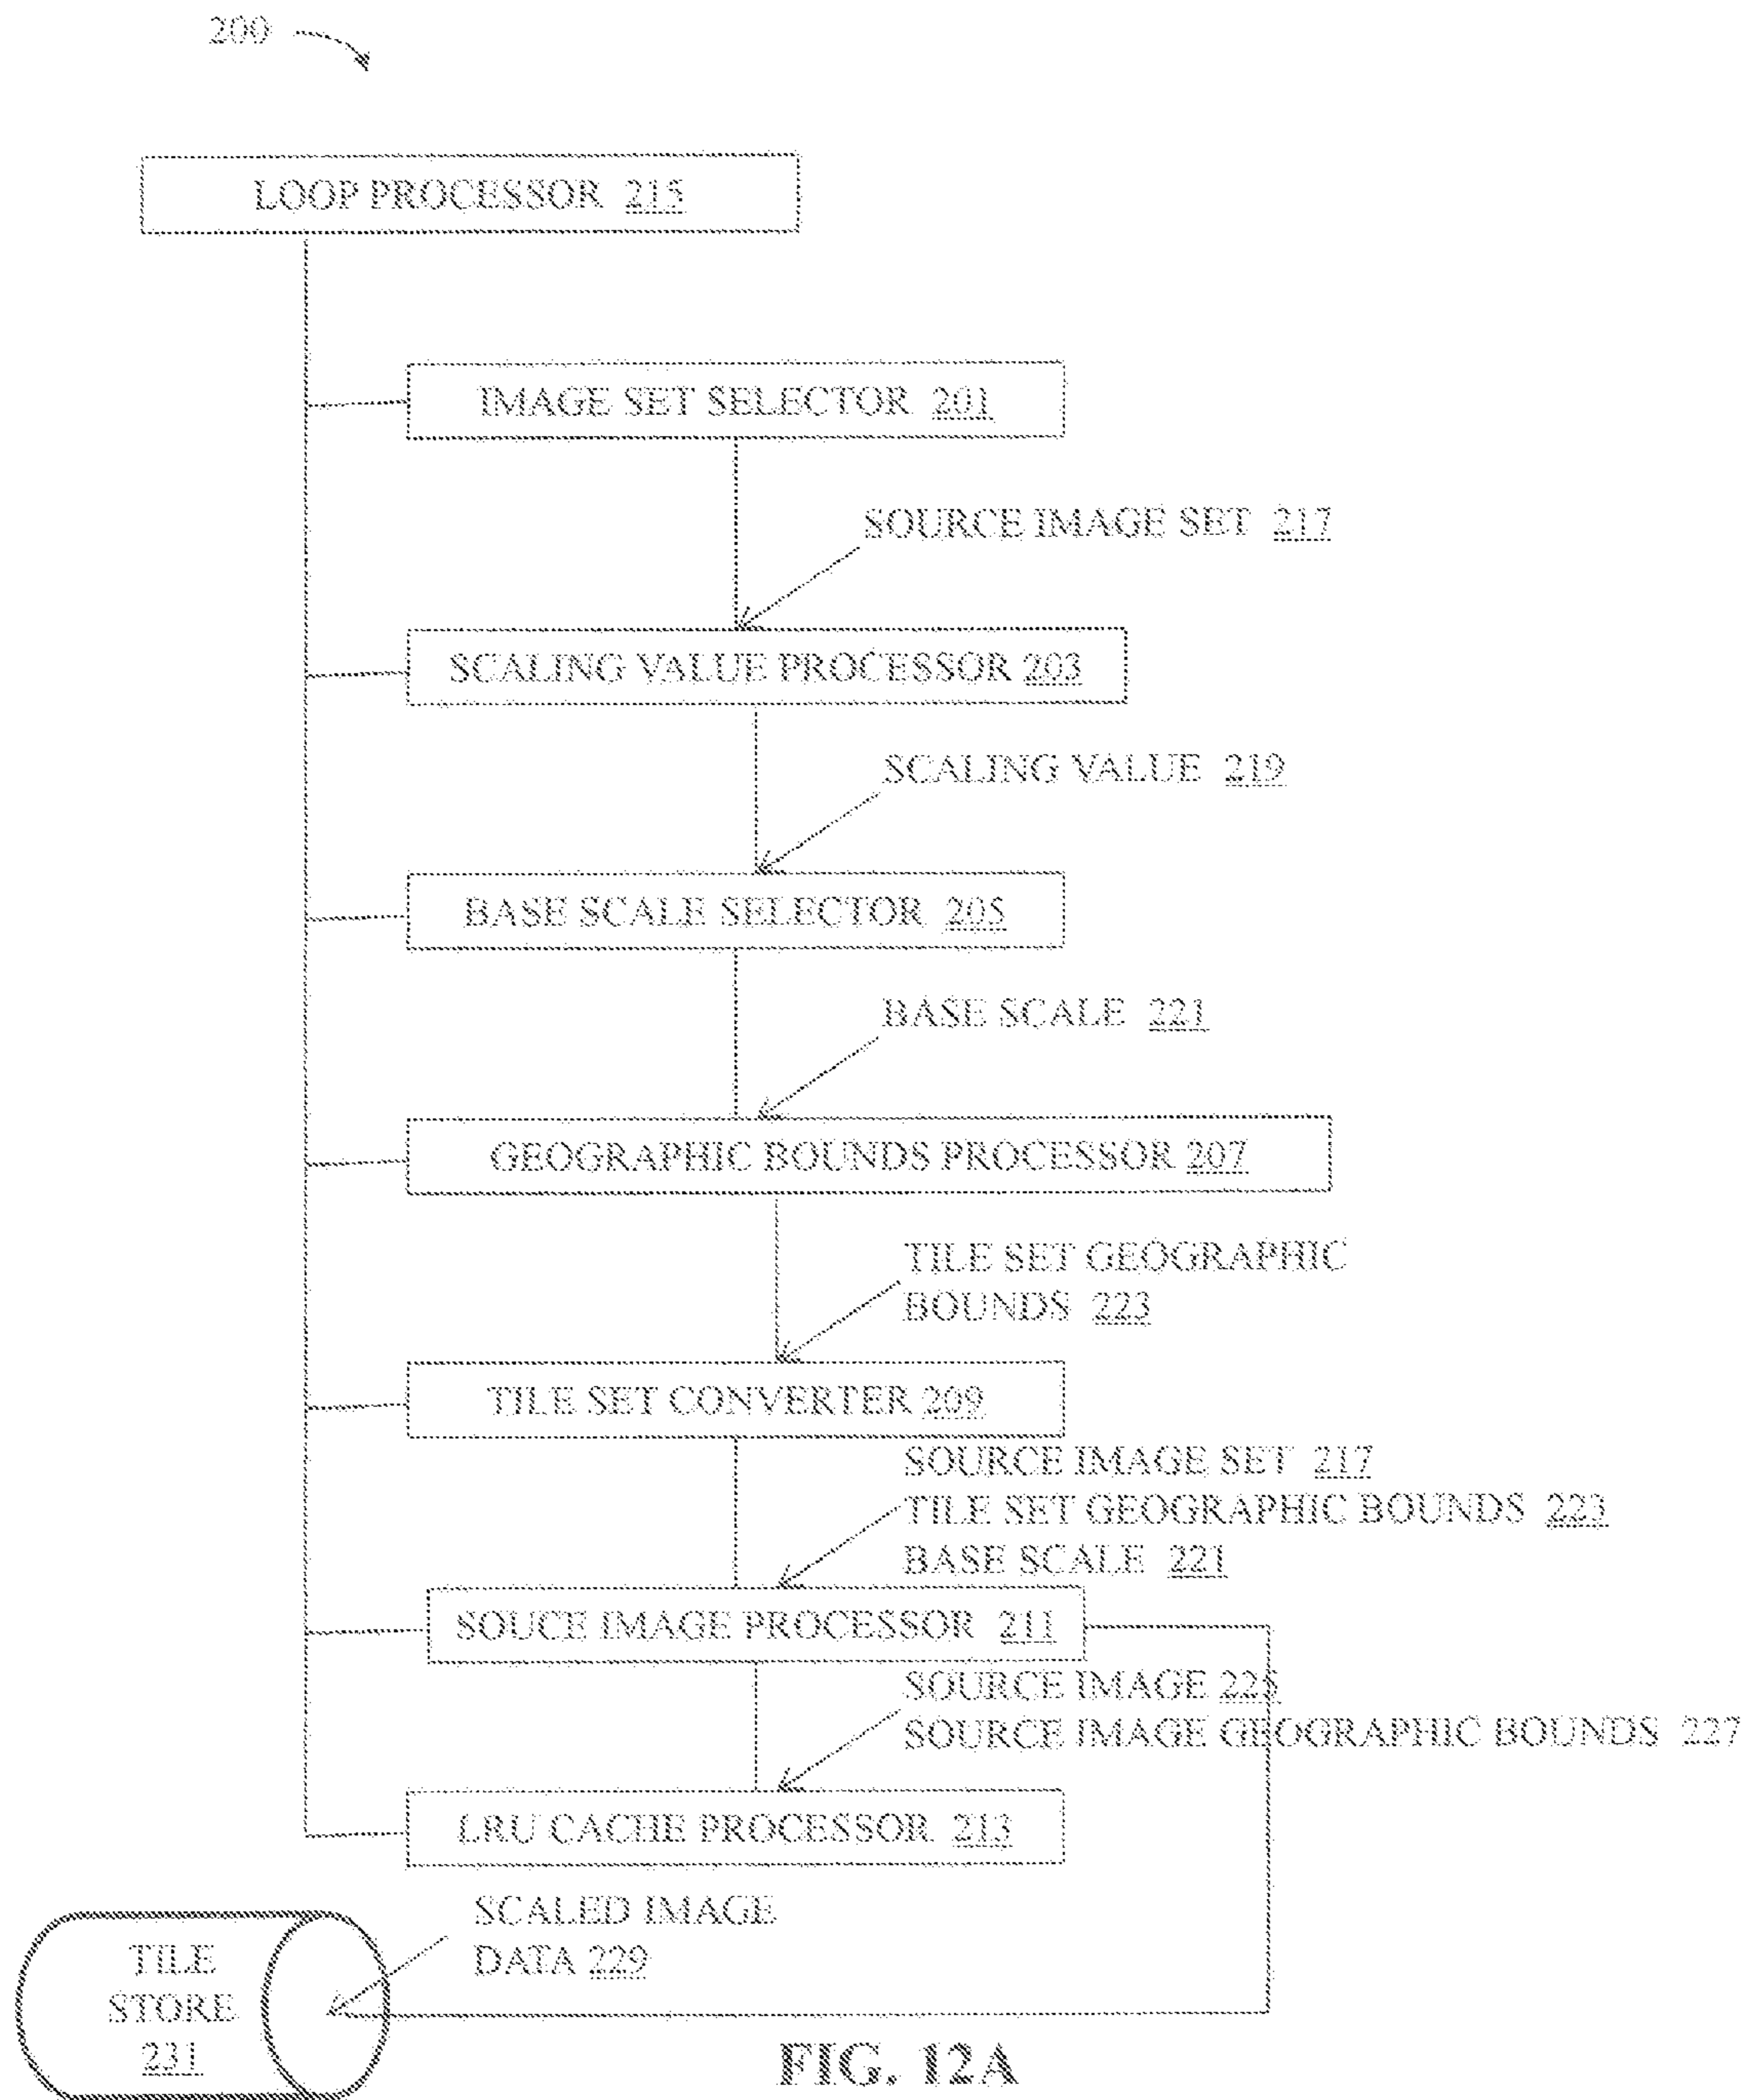 200
LOOP PROCESSOR 215
IMAGE SET SELECTOR 201
SOURCE IMAGE SET 217
SCALING VALUE PROCESSOR 203
SCALING VALUE 219
BASE SCALE SELECTOR 205
BASE SCALE 221
GEOGRAPHIC BOUNDS PROCESSOR 207
TILE SET GEOGRAPHIC
BOUNDS 223
TILE SET CONVERTER 209
SOURCE IMAGE SET 217
TILE SET GEOGRAPHIC BOUNDS 223
BASE SCALE 221
SOUCE IMAGE PROCESSOR 211
SOURCE IMAGE 225
SOURCE IMAGE GEOGRAPHIC BOUNDS 227
LRU CACHE PROCESSOR 213
SCALED IMAGE
DATA 229
TILE
STORE
231
FIG. 12A